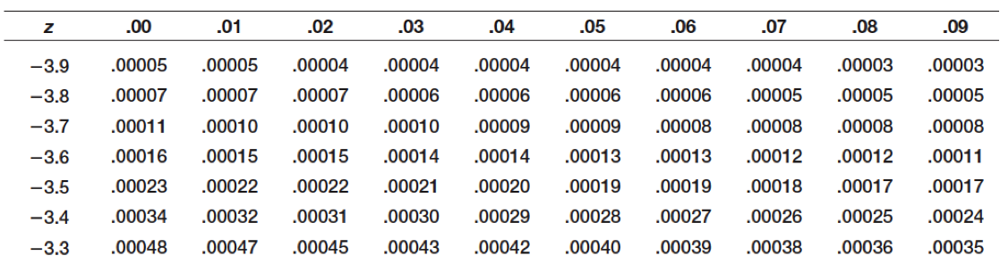 z .00 .01 .02 .03 .04 .05 .06 .07 .08 .09
−3.9 .00005 .00005 .00004 .00004 .00004 .00004 .00004 .00004 .00003 .00003
−3.8 .00007 .00007 .00007 .00006 .00006 .00006 .00006 .00005 .00005 .00005
−3.7 .00011 .00010 .00010 .00010 .00009 .00009 .00008 .00008 .00008 .00008
−3.6 .00016 .00015 .00015 .00014 .00014 .00013 .00013 .00012 .00012 .00011
−3.5 .00023 .00022 .00022 .00021 .00020 .00019 .00019 .00018 .00017 .00017
−3.4 .00034 .00032 .00031 .00030 .00029 .00028 .00027 .00026 .00025 .00024
−3.3 .00048 .00047 .00045 .00043 .00042 .00040 .00039 .00038 .00036 .00035